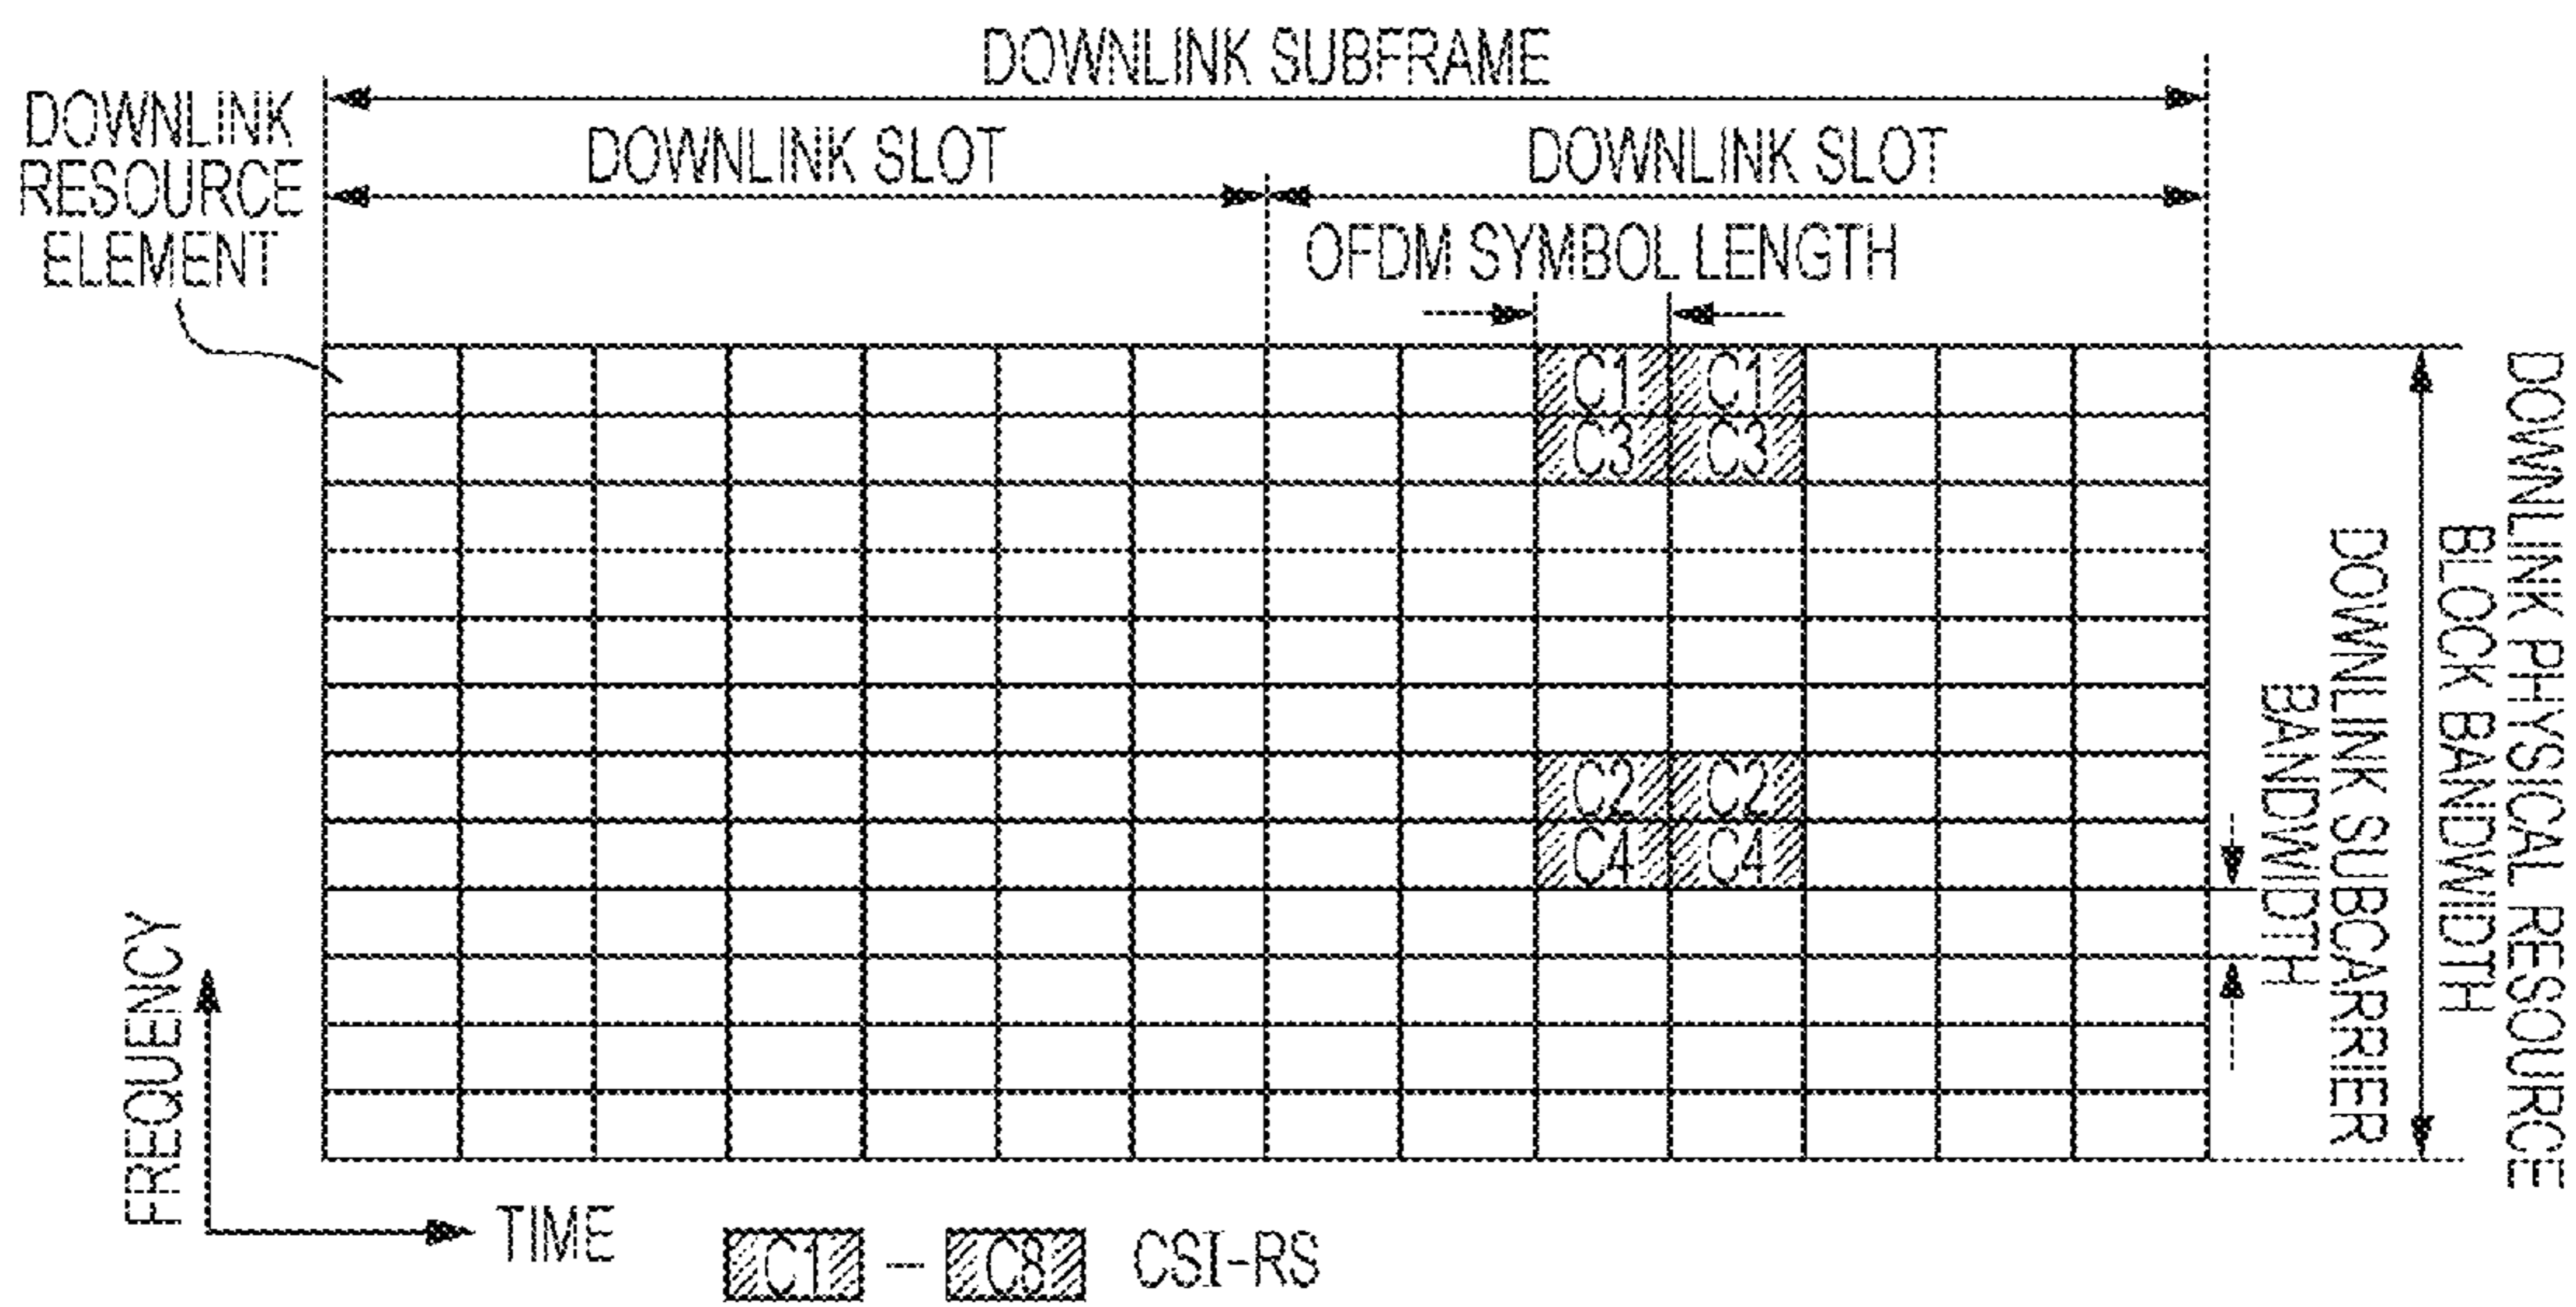 DOWNLINK SUBFRAME
DOWNLINK
RESOURCE
ELEMENT
DOWNLINK SLOT
DOWNLINK SLOT
OFDM SYMBOL LENGTH
C1 C1
C3 C3
C2 C2
C4 C4
DOWNLINK SUBCARRIER
BANDWIDTH
DOWNLINK PHYSICAL RESOURCE
BLOCK BANDWIDTH
FREQUENCY
TIME
C1 – C8 CSI-RS